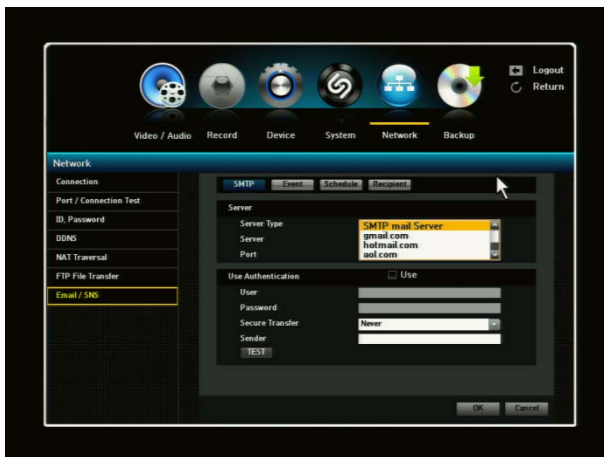 Logout
Return
Video / Audio Record Device System Network Backup
Network
Connection
Port / Connection Test
ID, Password
DDNS
NAT Traversal
FTP File Transfer
Email / SNS
SMTP Event Schedule Recipient
Server
Server Type SMTP mail Server
Server gmail.com
hotmail.com
Port aol.com
Use Authentication Use
User
Password
Secure Transfer Never
Sender
TEST
OK Cancel